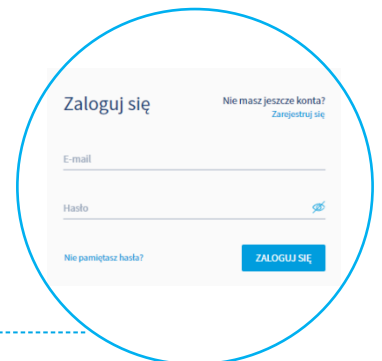 Zaloguj się
Nie masz jeszcze konta?
Zarejestruj się
E-mail
Hasło
Nie pamiętasz hasła?
ZALOGUJ SIĘ